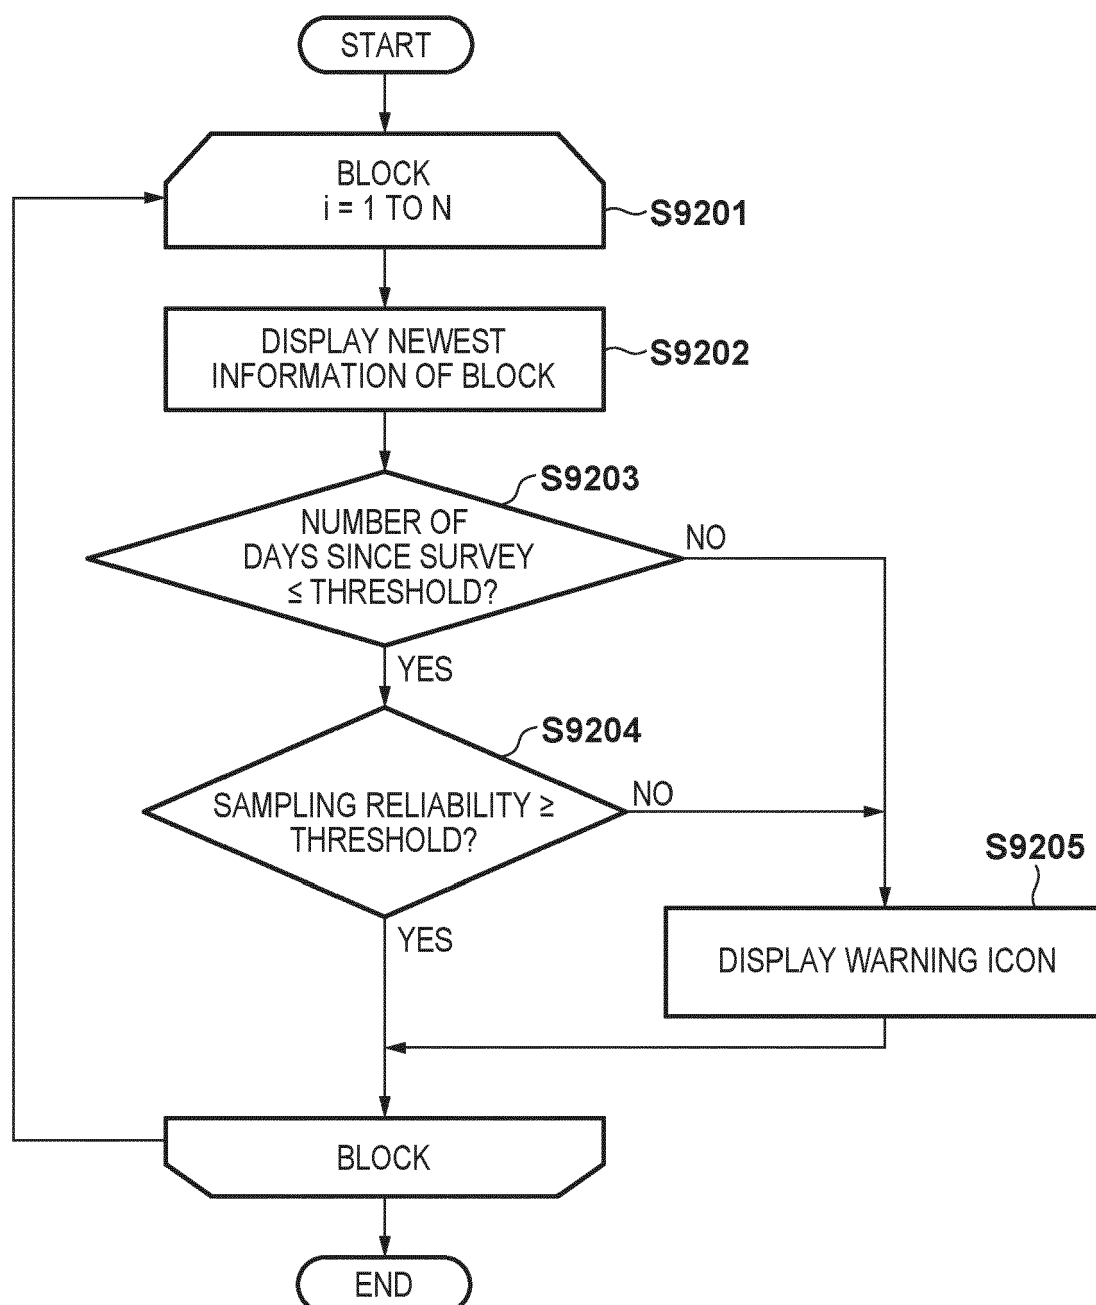 START
BLOCK
i = 1 TO N
S9201
DISPLAY NEWEST
INFORMATION OF BLOCK
S9202
S9203
NUMBER OF
DAYS SINCE SURVEY
≤ THRESHOLD?
NO
YES
S9204
SAMPLING RELIABILITY ≥
THRESHOLD?
NO
YES
S9205
DISPLAY WARNING ICON
BLOCK
END